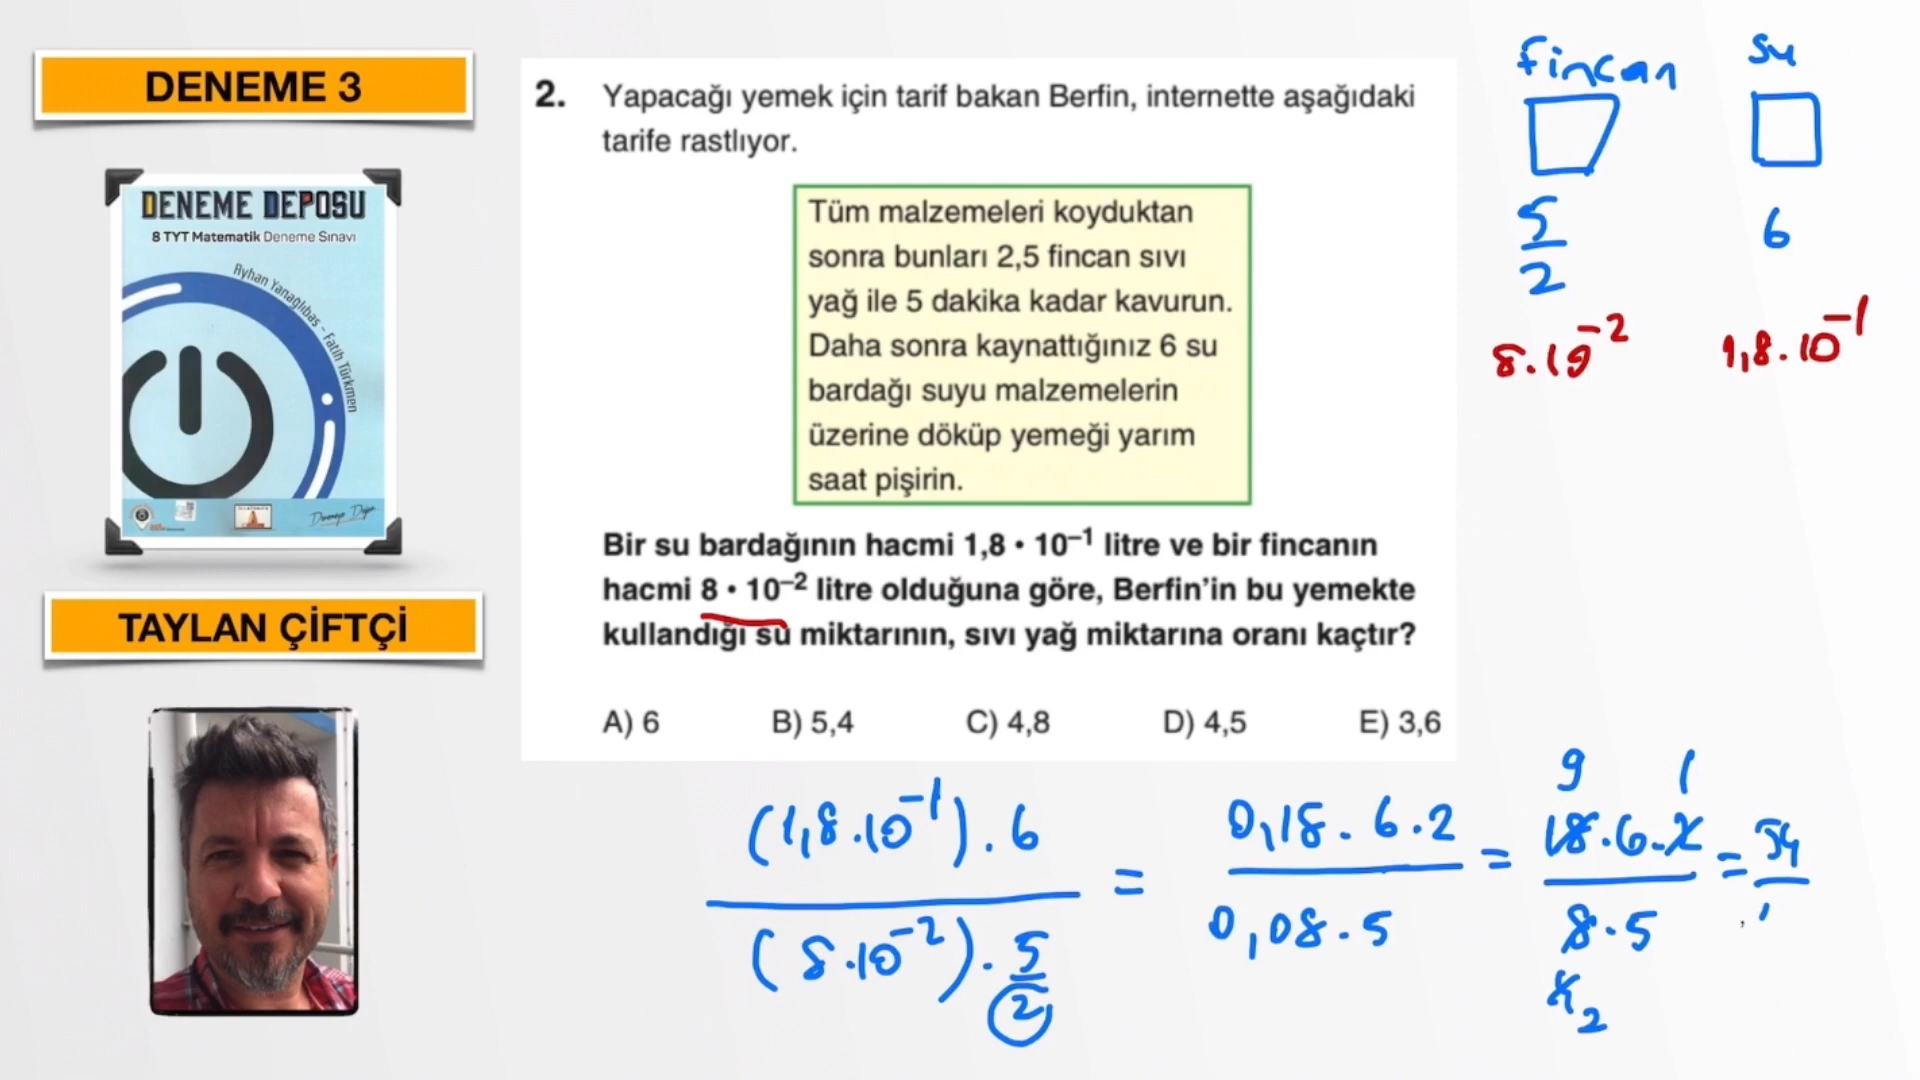 DENEME 3
DENEME DEPOSU
8 TYT Matematik Deneme Sınavı
Ayhan Yanağlıbaş - Fatih Türkmen
TAYLAN ÇİFTÇİ
2. Yapacağı yemek için tarif bakan Berfin, internette aşağıdaki
tarife rastlıyor.
Tüm malzemeleri koyduktan
sonra bunları 2,5 fincan sıvı
yağ ile 5 dakika kadar kavurun.
Daha sonra kaynattığınız 6 su
bardağı suyu malzemelerin
üzerine döküp yemeği yarım
saat pişirin.
Bir su bardağının hacmi 1,8 • 10⁻¹ litre ve bir fincanın
hacmi 8 • 10⁻² litre olduğuna göre, Berfin'in bu yemekte
kullandığı su miktarının, sıvı yağ miktarına oranı kaçtır?
A) 6 B) 5,4 C) 4,8 D) 4,5 E) 3,6
fincan su
5/2 6
8.10⁻² 1,8.10⁻¹
9 1
(1,8.10⁻¹).6 = 0,18.6.2 = 18.6.2 = 54
(8.10⁻²).5/2 0,08.5 8.5
4 2